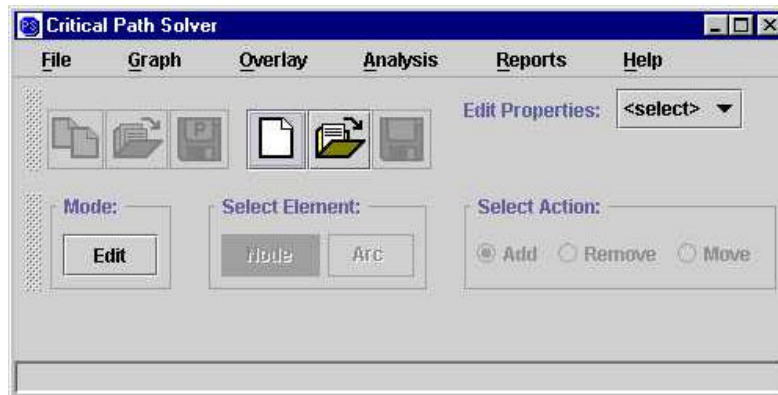 PS Critical Path Solver
File Graph Overlay Analysis Reports Help
P
Edit Properties: <select>
Mode: Select Element: Select Action:
Edit Node Arc Add Remove Move